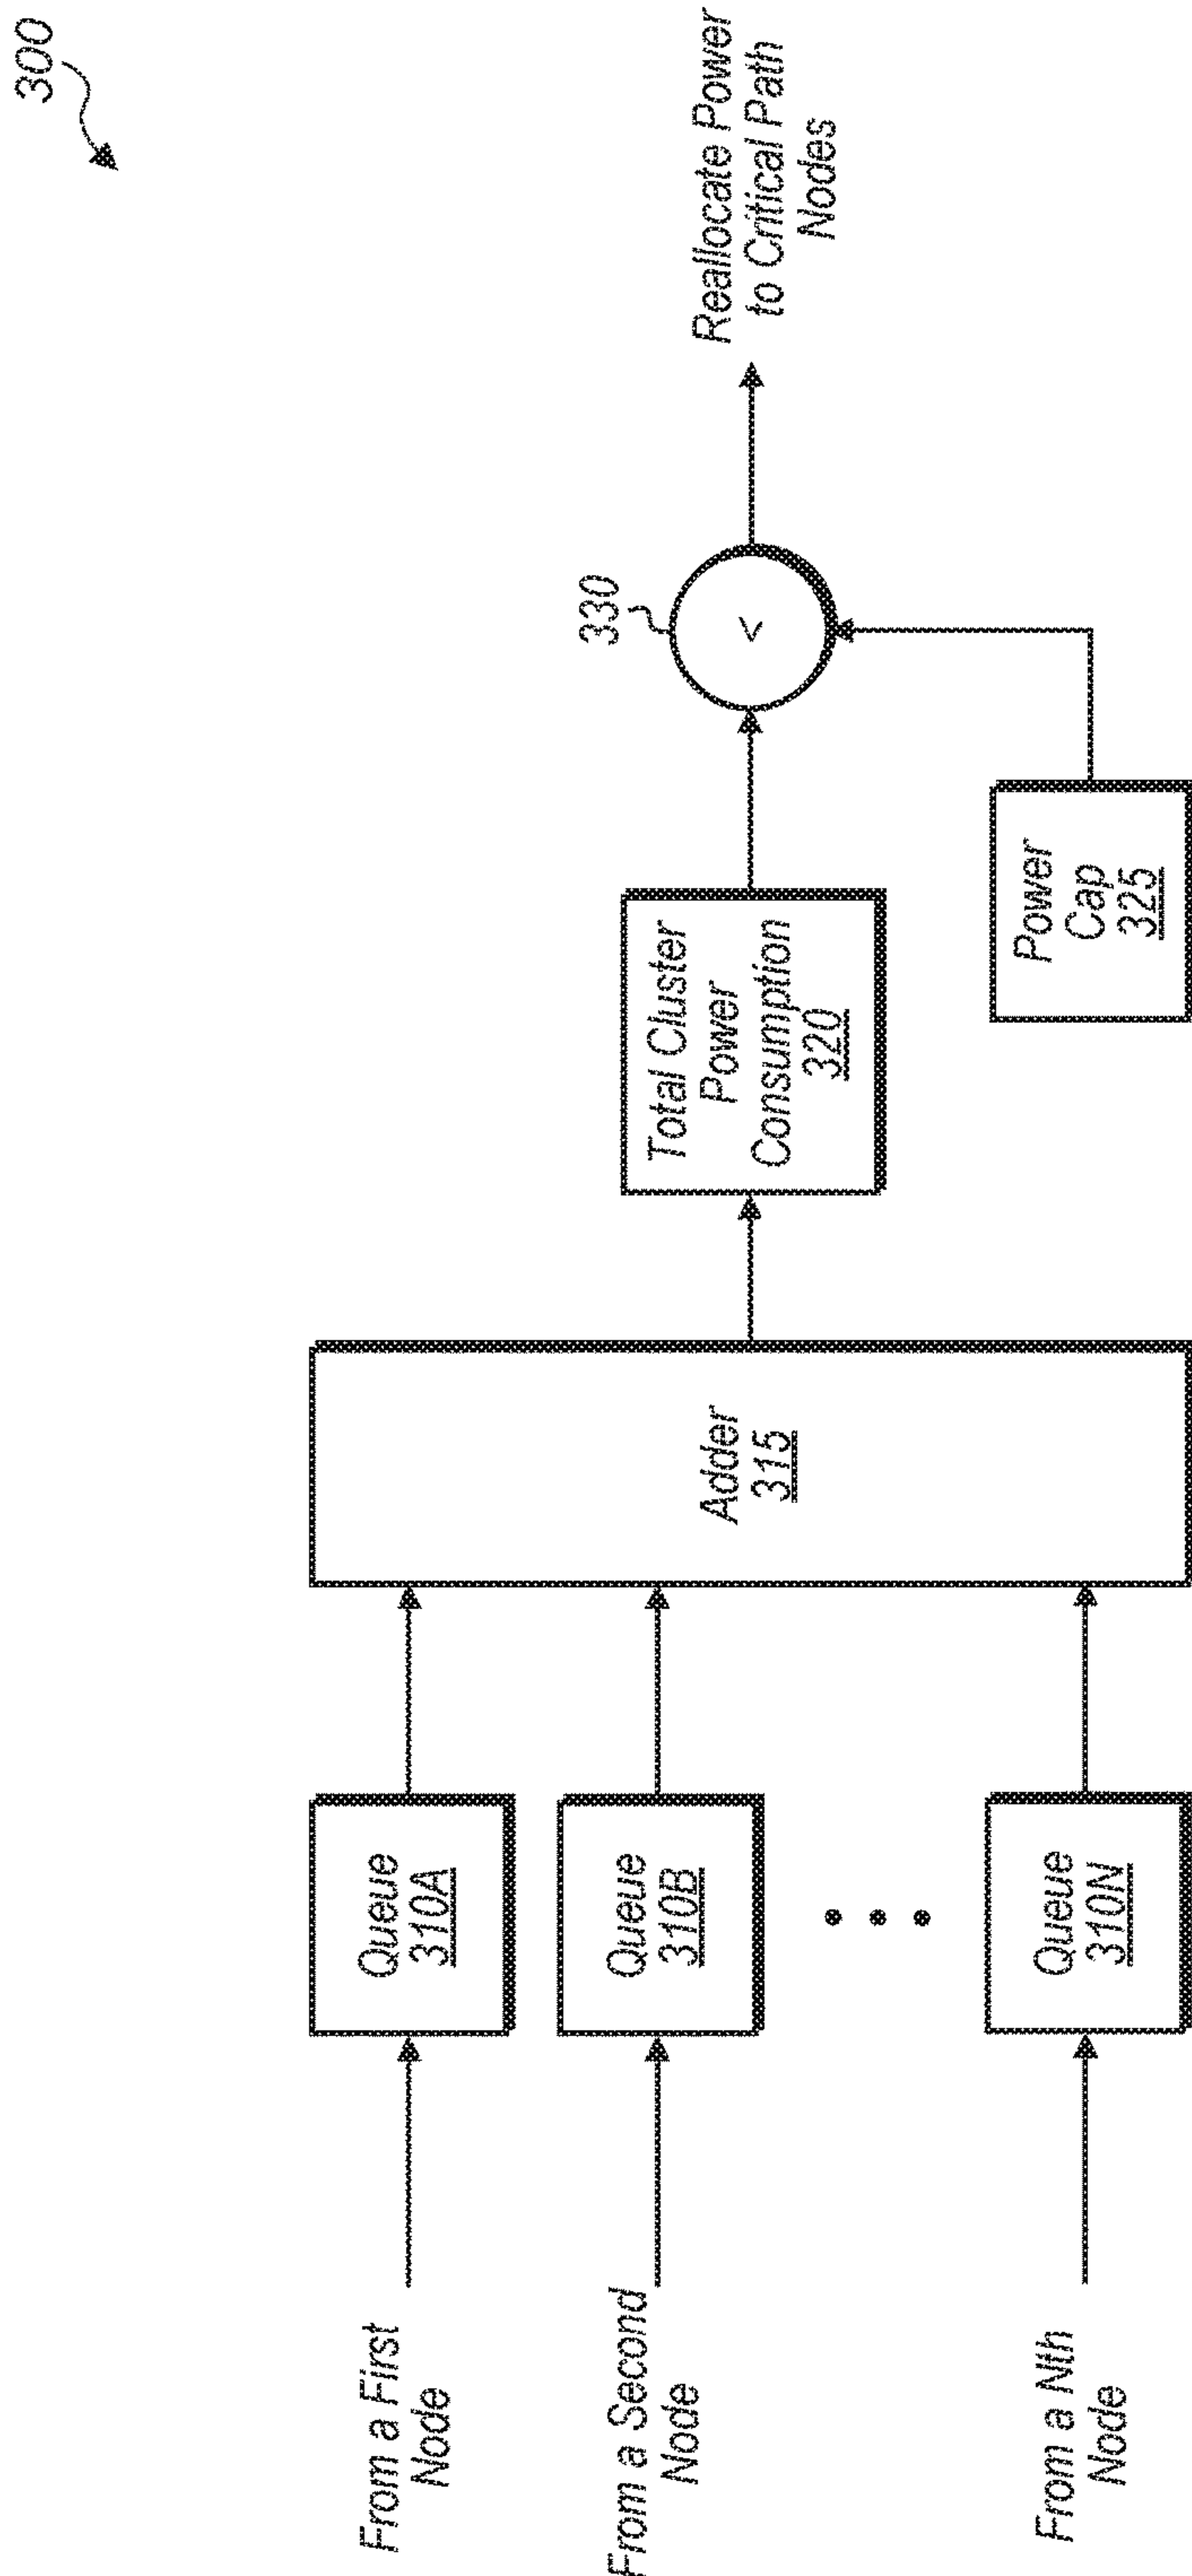 300
From a First
Node
Queue
310A
From a Second
Node
Queue
310B
From a Nth
Node
Queue
310N
Adder
315
Total Cluster
Power
Consumption
320
Power
Cap
325
330
<
Reallocate Power
to Critical Path
Nodes